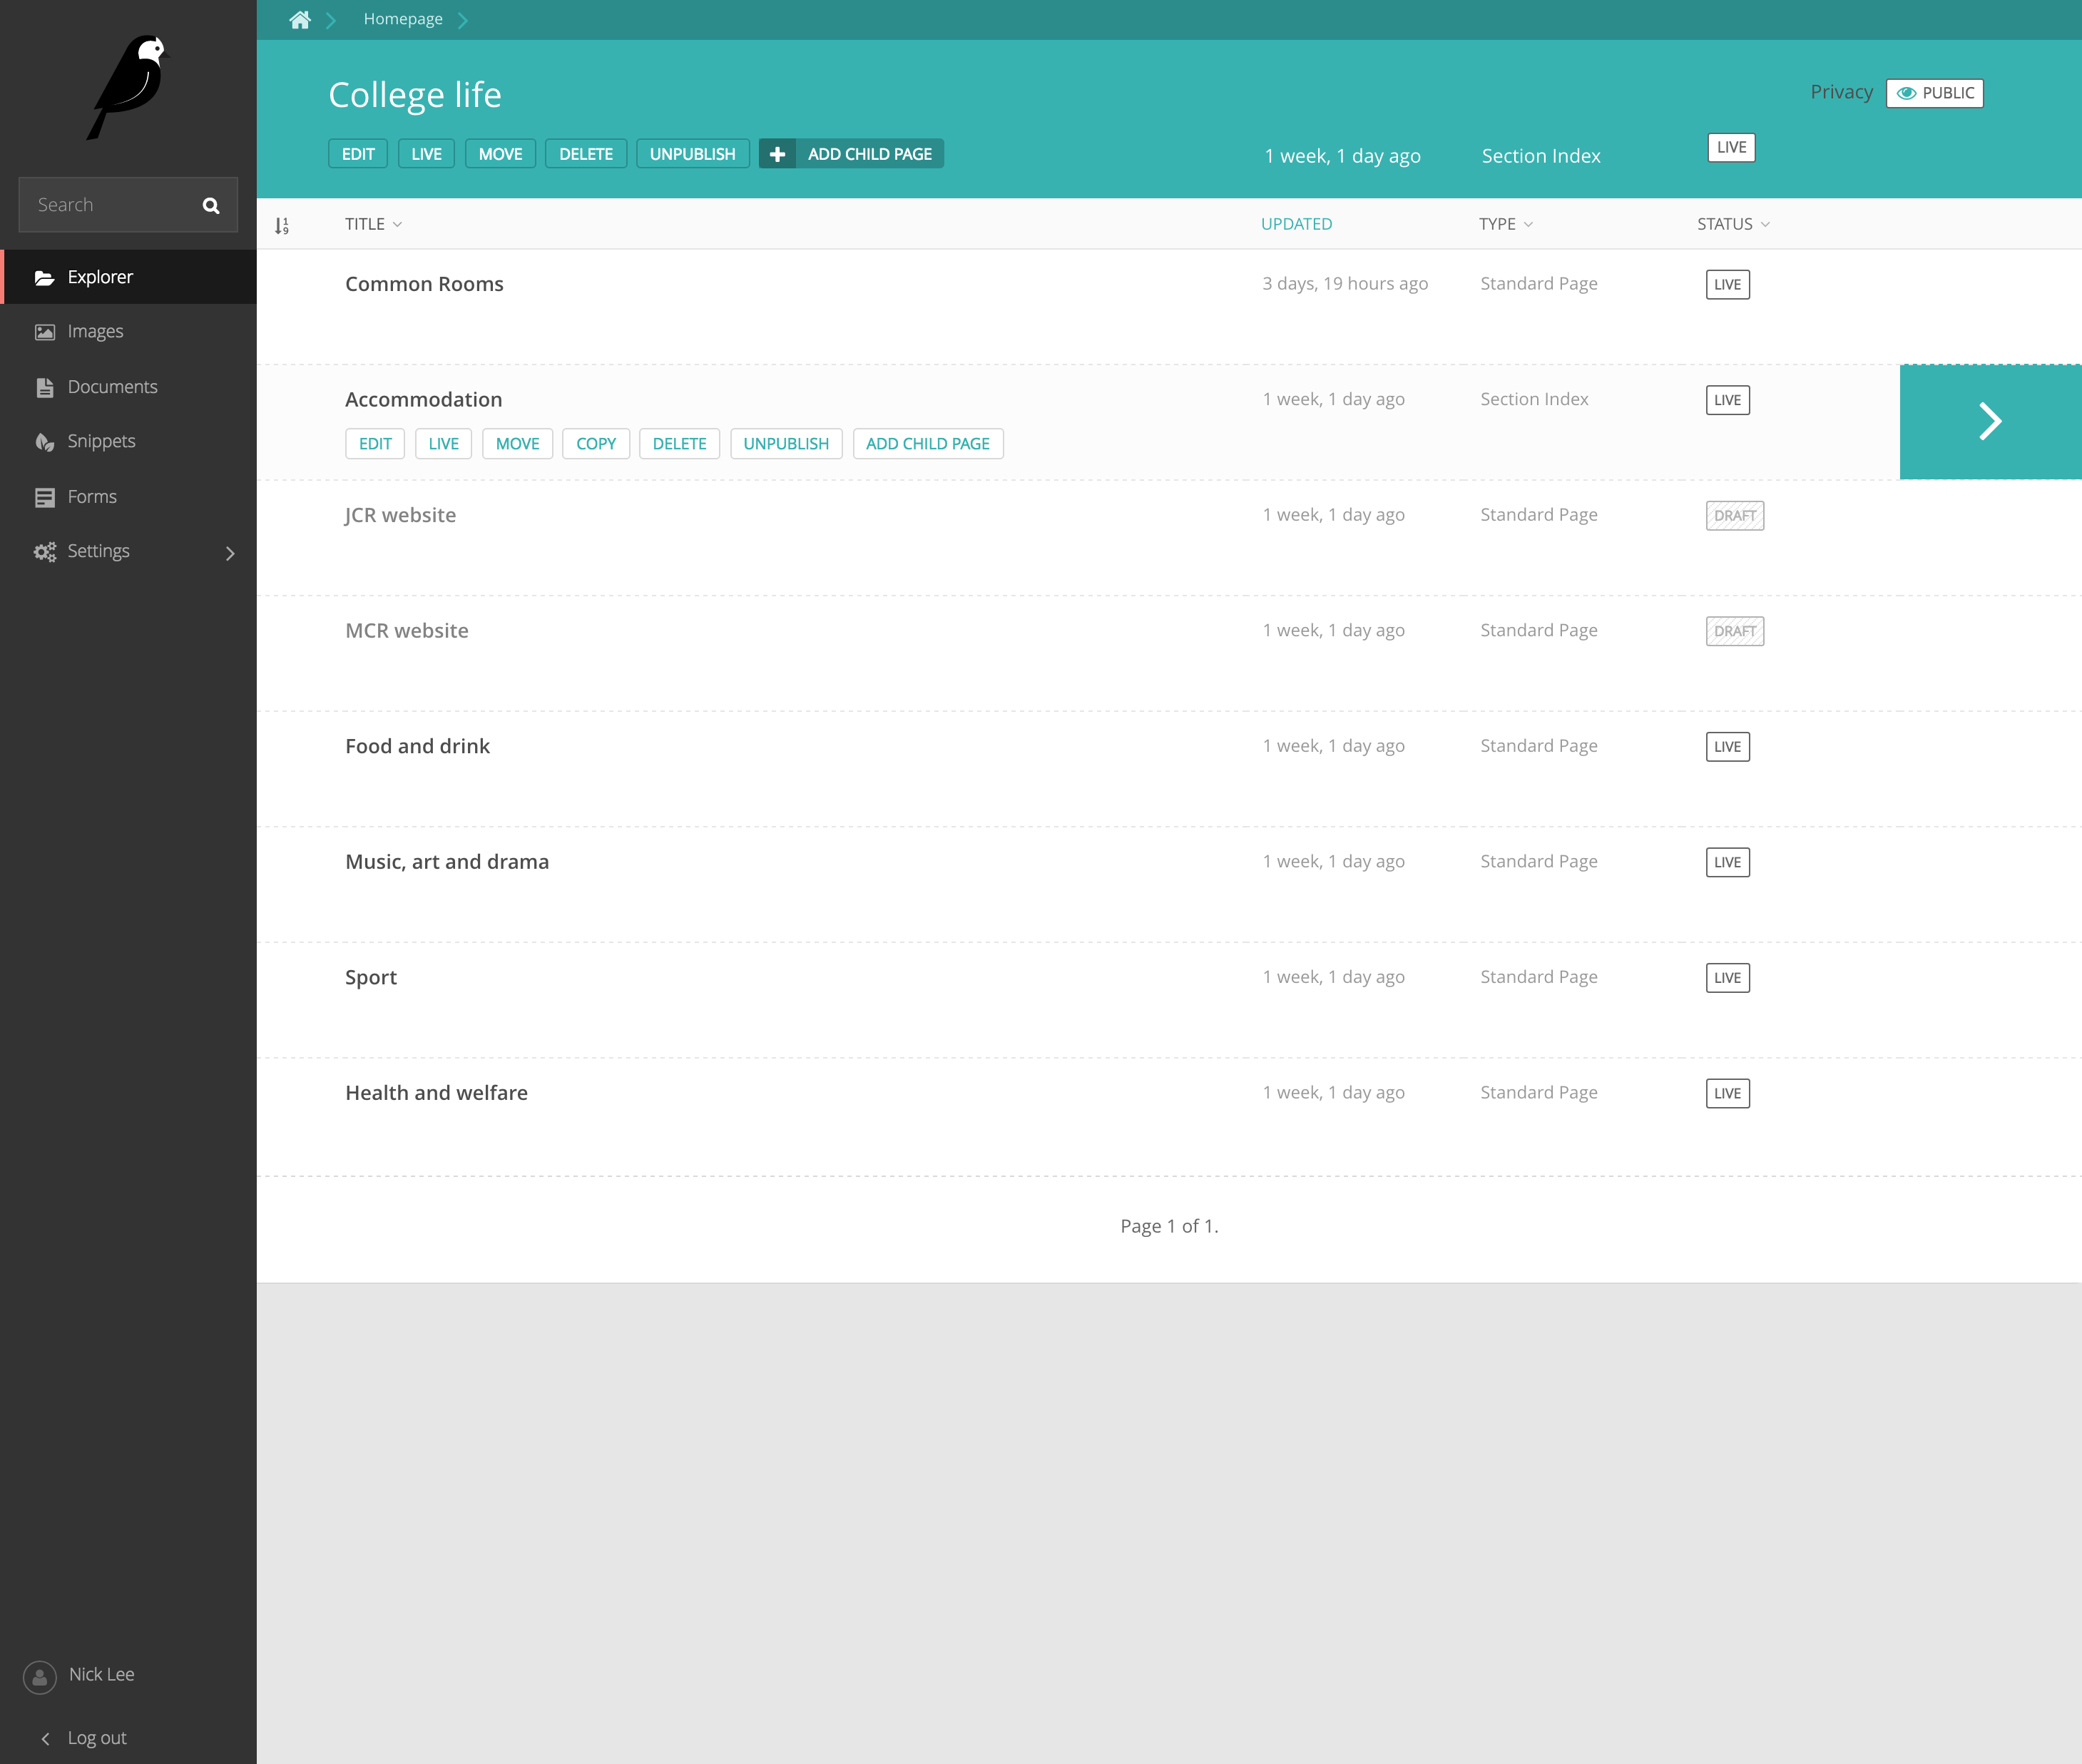 Homepage
College life
Privacy PUBLIC
EDIT LIVE MOVE DELETE UNPUBLISH ADD CHILD PAGE 1 week, 1 day ago Section Index LIVE
Search
1
9
TITLE UPDATED TYPE STATUS
Explorer
Images
Documents
Snippets
Forms
Settings
Common Rooms 3 days, 19 hours ago Standard Page LIVE
Accommodation 1 week, 1 day ago Section Index LIVE
EDIT LIVE MOVE COPY DELETE UNPUBLISH ADD CHILD PAGE
JCR website 1 week, 1 day ago Standard Page DRAFT
MCR website 1 week, 1 day ago Standard Page DRAFT
Food and drink 1 week, 1 day ago Standard Page LIVE
Music, art and drama 1 week, 1 day ago Standard Page LIVE
Sport 1 week, 1 day ago Standard Page LIVE
Health and welfare 1 week, 1 day ago Standard Page LIVE
Page 1 of 1.
Nick Lee
Log out